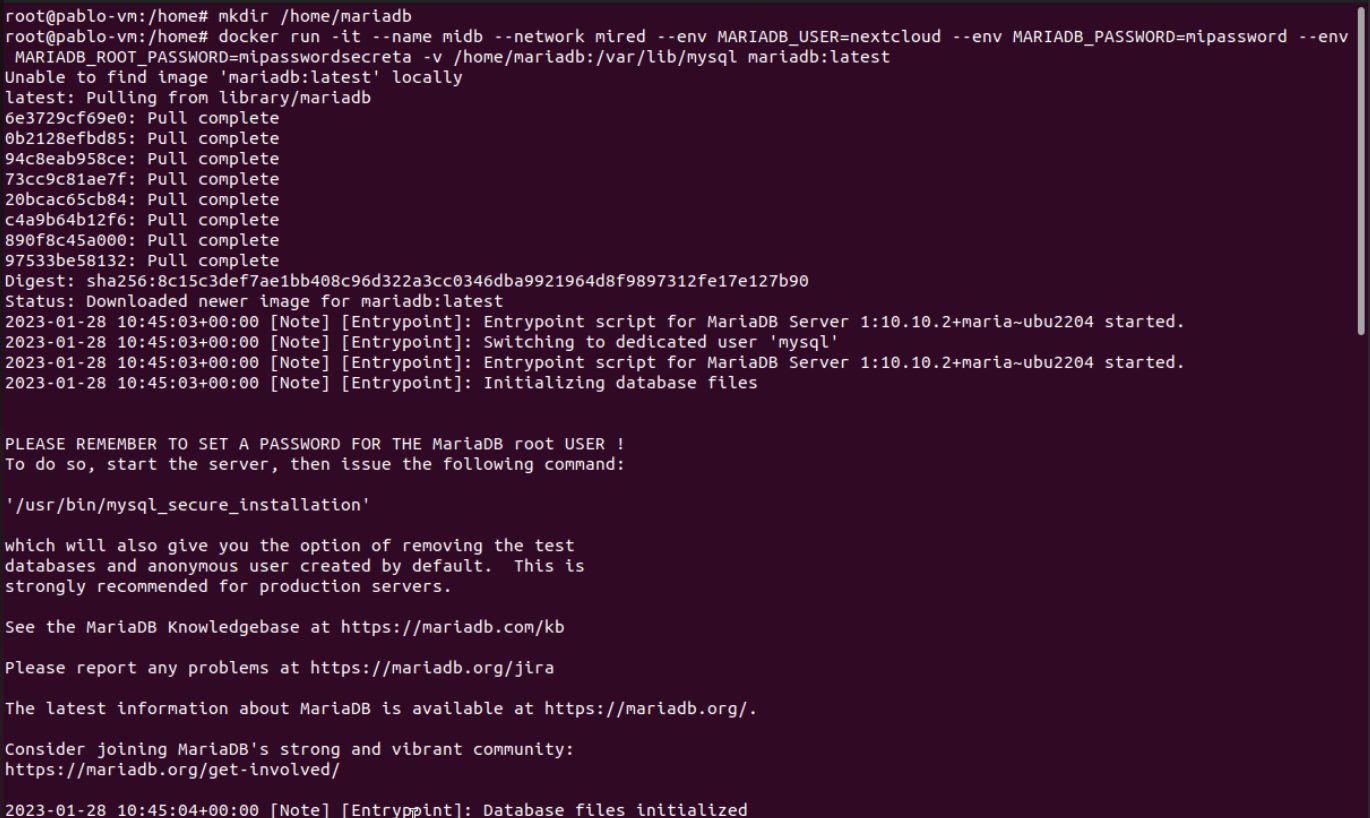 root@pablo-vm:/home# mkdir /home/mariadb
root@pablo-vm:/home# docker run -it --name midb --network mired --env MARIADB_USER=nextcloud --env MARIADB_PASSWORD=mipassword --env
 MARIADB_ROOT_PASSWORD=mipasswordsecreta -v /home/mariadb:/var/lib/mysql mariadb:latest
Unable to find image 'mariadb:latest' locally
latest: Pulling from library/mariadb
6e3729cf69e0: Pull complete
0b2128efbd85: Pull complete
94c8eab958ce: Pull complete
73cc9c81ae7f: Pull complete
20bcac65cb84: Pull complete
c4a9b64b12f6: Pull complete
890f8c45a000: Pull complete
97533be58132: Pull complete
Digest: sha256:8c15c3def7ae1bb408c96d322a3cc0346dba9921964d8f9897312fe17e127b90
Status: Downloaded newer image for mariadb:latest
2023-01-28 10:45:03+00:00 [Note] [Entrypoint]: Entrypoint script for MariaDB Server 1:10.10.2+maria~ubu2204 started.
2023-01-28 10:45:03+00:00 [Note] [Entrypoint]: Switching to dedicated user 'mysql'
2023-01-28 10:45:03+00:00 [Note] [Entrypoint]: Entrypoint script for MariaDB Server 1:10.10.2+maria~ubu2204 started.
2023-01-28 10:45:03+00:00 [Note] [Entrypoint]: Initializing database files
PLEASE REMEMBER TO SET A PASSWORD FOR THE MariaDB root USER !
To do so, start the server, then issue the following command:
'/usr/bin/mysql_secure_installation'
which will also give you the option of removing the test
databases and anonymous user created by default.  This is
strongly recommended for production servers.
See the MariaDB Knowledgebase at https://mariadb.com/kb
Please report any problems at https://mariadb.org/jira
The latest information about MariaDB is available at https://mariadb.org/.
Consider joining MariaDB's strong and vibrant community:
https://mariadb.org/get-involved/
2023-01-28 10:45:04+00:00 [Note] [Entrypoint]: Database files initialized